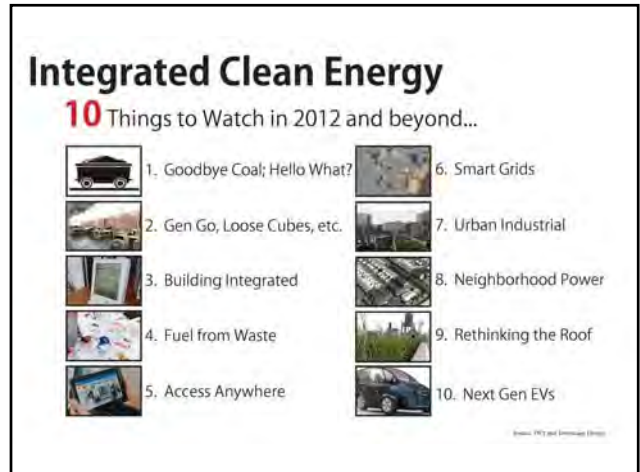 Integrated Clean Energy
10 Things to Watch in 2012 and beyond...
1. Goodbye Coal; Hello What?
2. Gen Go, Loose Cubes, etc.
3. Building Integrated
4. Fuel from Waste
5. Access Anywhere
6. Smart Grids
7. Urban Industrial
8. Neighborhood Power
9. Rethinking the Roof
10. Next Gen EVs